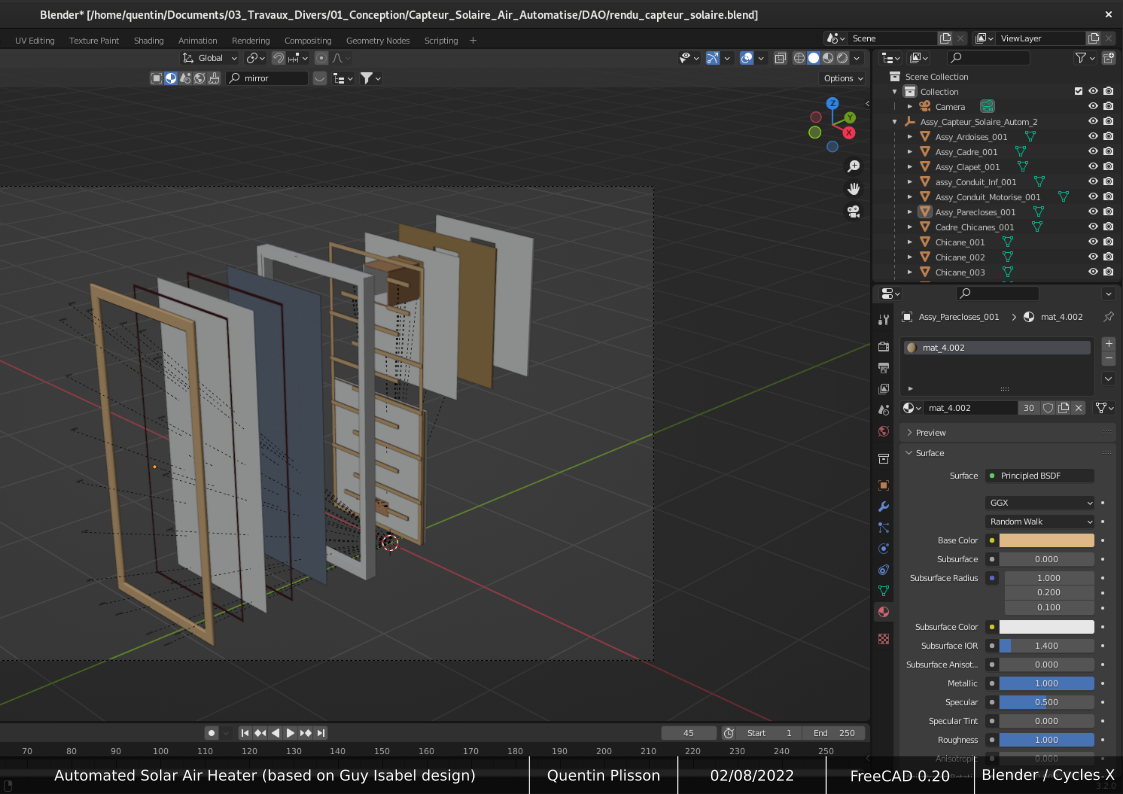 Blender* [/home/quentin/Documents/03_Travaux_Divers/01_Conception/Capteur_Solaire_Air_Automatise/DAO/rendu_capteur_solaire.blend]
UV Editing Texture Paint Shading Animation Rendering Compositing Geometry Nodes Scripting +
Scene
ViewLayer
Global
mirror
Options
Z
Y
X
Scene Collection
Collection
Camera
Assy_Capteur_Solaire_Autom_2
Assy_Ardoises_001
Assy_Cadre_001
Assy_Clapet_001
assy_Conduit_Inf_001
Assy_Conduit_Motorise_001
Assy_Parecloses_001
Cadre_Chicanes_001
Chicane_001
Chicane_002
Chicane_003
Assy_Parecloses_001 > mat_4.002
mat_4.002
mat_4.002 30
Preview
Surface
Surface Principled BSDF
GGX
Random Walk
Base Color
Subsurface 0.000
Subsurface Radius 1.000
0.200
0.100
Subsurface Color
Subsurface IOR 1.400
Subsurface Anisot... 0.000
Metallic 1.000
Specular 0.500
Specular Tint 0.000
Roughness 1.000
Anisotropic 0.000
45 Start 1 End 250
70 80 90 100 110 120 130 140 150 160 170 180 190 200 210 220 230 240 250
Automated Solar Air Heater (based on Guy Isabel design) Quentin Plisson 02/08/2022 FreeCAD 0.20 Blender / Cycles X
3.2.0